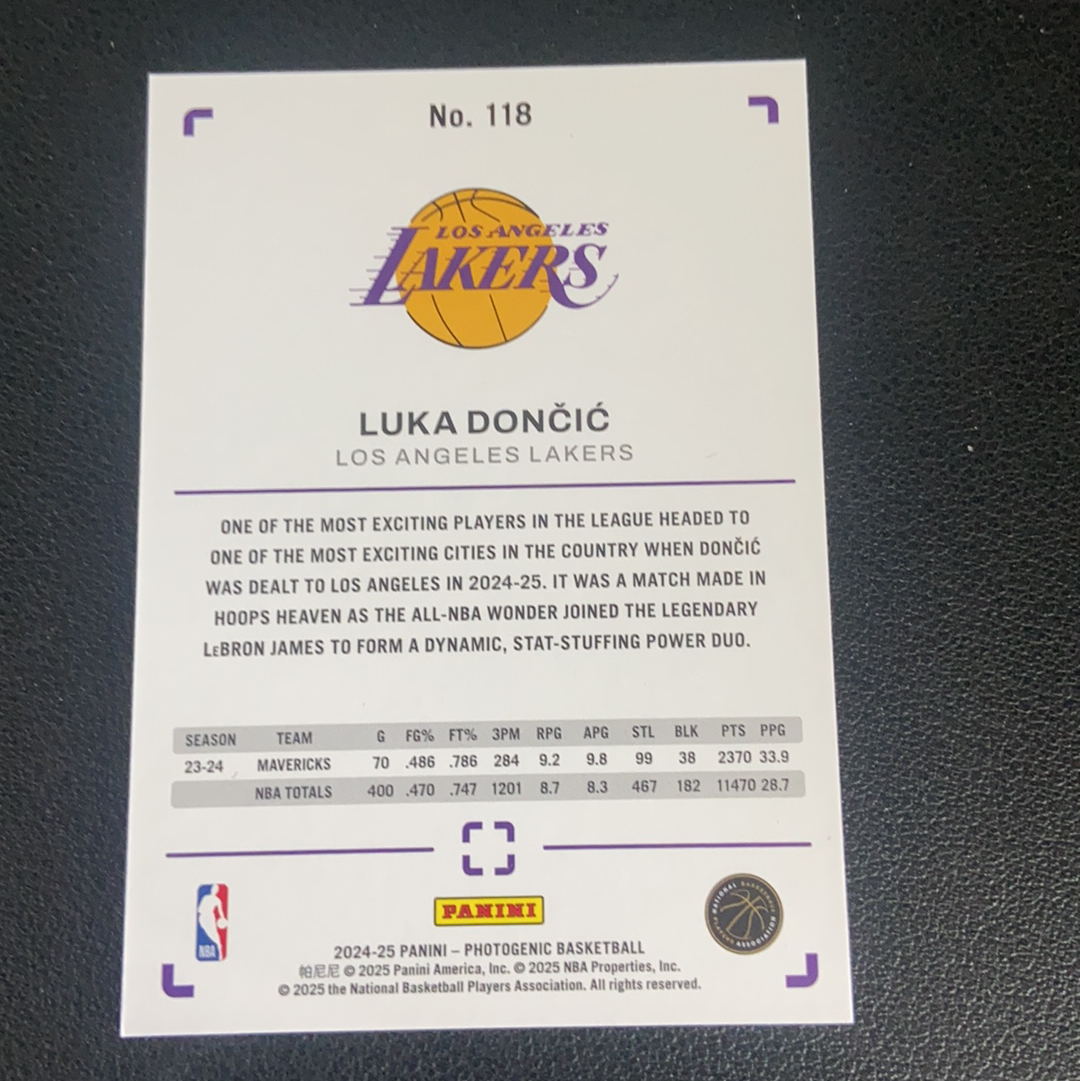 No. 118
LOS ANGELES
LAKERS
LUKA DONČIĆ
LOS ANGELES LAKERS
ONE OF THE MOST EXCITING PLAYERS IN THE LEAGUE HEADED TO
ONE OF THE MOST EXCITING CITIES IN THE COUNTRY WHEN DONČIĆ
WAS DEALT TO LOS ANGELES IN 2024-25. IT WAS A MATCH MADE IN
HOOPS HEAVEN AS THE ALL-NBA WONDER JOINED THE LEGENDARY
LeBRON JAMES TO FORM A DYNAMIC, STAT-STUFFING POWER DUO.
SEASON TEAM G FG% FT% 3PM RPG APG STL BLK PTS PPG
23-24 MAVERICKS 70 .486 .786 284 9.2 9.8 99 38 2370 33.9
NBA TOTALS 400 .470 .747 1201 8.7 8.3 467 182 11470 28.7
NBA
PANINI
NATIONAL BASKETBALL PLAYERS ASSOCIATION
2024-25 PANINI – PHOTOGENIC BASKETBALL
帕尼尼 © 2025 Panini America, Inc. © 2025 NBA Properties, Inc.
© 2025 the National Basketball Players Association. All rights reserved.